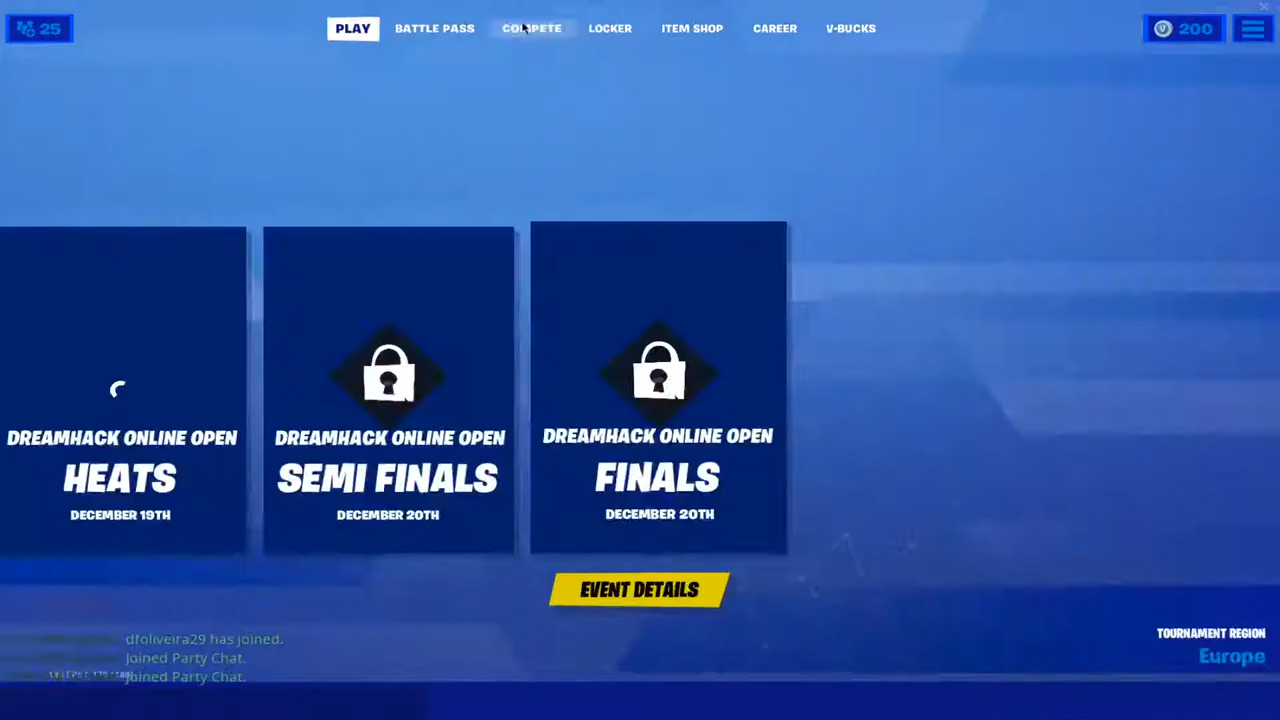 25
PLAY BATTLE PASS COMPETE LOCKER ITEM SHOP CAREER V-BUCKS
200
DREAMHACK ONLINE OPEN
HEATS
DECEMBER 19TH
DREAMHACK ONLINE OPEN
SEMI FINALS
DECEMBER 20TH
DREAMHACK ONLINE OPEN
FINALS
DECEMBER 20TH
EVENT DETAILS
dfoliveira29 has joined.
Joined Party Chat.
Joined Party Chat.
TOURNAMENT REGION
Europe